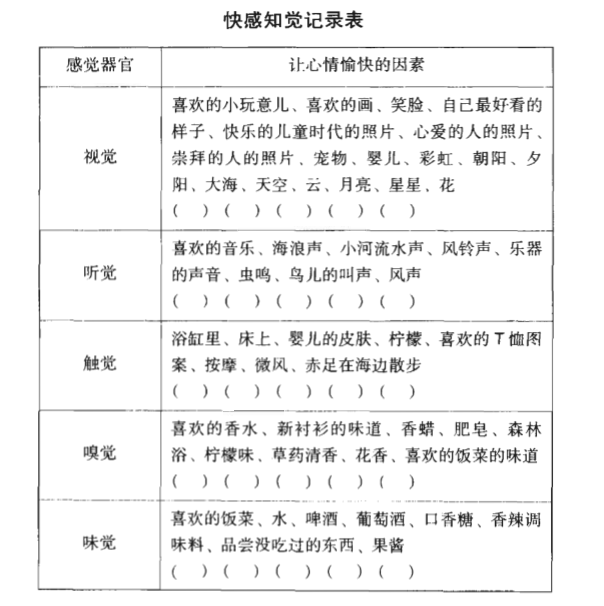 快感知觉记录表
感觉器官
让心情愉快的因素
视觉
喜欢的小玩意儿、喜欢的画、笑脸、自己最好看的
样子、快乐的儿童时代的照片、心爱的人的照片、
崇拜的人的照片、宠物、婴儿、彩虹、朝阳、夕
阳、大海、天空、云、月亮、星星、花
(　)(　)(　)(　)(　)
听觉
喜欢的音乐、海浪声、小河流水声、风铃声、乐器
的声音、虫鸣、鸟儿的叫声、风声
(　)(　)(　)(　)(　)
触觉
浴缸里、床上、婴儿的皮肤、柠檬、喜欢的T恤图
案、按摩、微风、赤足在海边散步
(　)(　)(　)(　)(　)
嗅觉
喜欢的香水、新衬衫的味道、香蜡、肥皂、森林
浴、柠檬味、草药清香、花香、喜欢的饭菜的味道
(　)(　)(　)(　)(　)
味觉
喜欢的饭菜、水、啤酒、葡萄酒、口香糖、香辣调
味料、品尝没吃过的东西、果酱
(　)(　)(　)(　)(　)